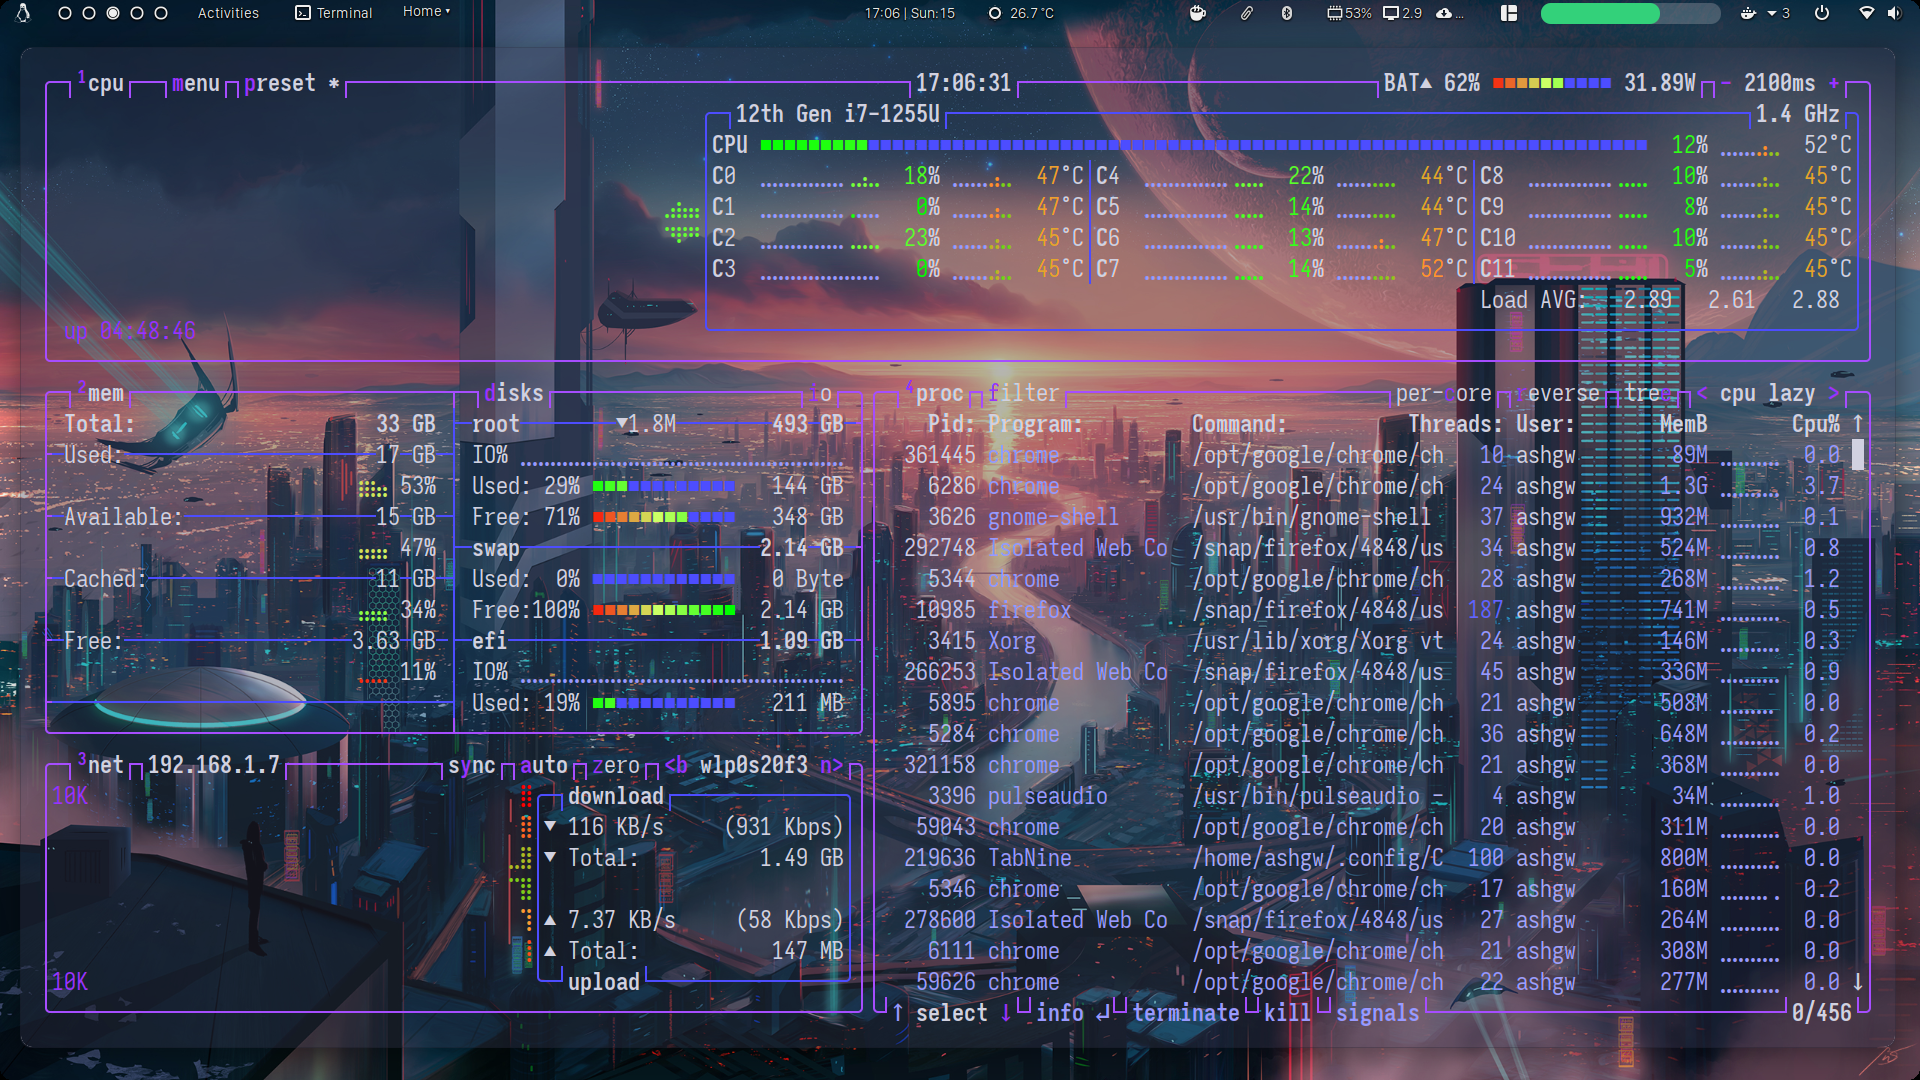 Activities Terminal Home 17:06 | Sun:15 26.7 °C 53% 2.9 ... 3
1cpu menu preset * 17:06:31 BAT▲ 62% 31.89W - 2100ms +
12th Gen i7-1255U 1.4 GHz
CPU 12% 52°C
C0 18% 47°C C4 22% 44°C C8 10% 45°C
C1 0% 47°C C5 14% 44°C C9 8% 45°C
C2 23% 45°C C6 13% 47°C C10 10% 45°C
C3 0% 45°C C7 14% 52°C C11 5% 45°C
Load AVG: 2.89 2.61 2.88
up 04:48:46
2mem disks io
Total: 33 GB
Used: 17 GB
53%
Available: 15 GB
47%
Cached: 11 GB
34%
Free: 3.63 GB
11%
root ▼1.8M 493 GB
IO%
Used: 29% 144 GB
Free: 71% 348 GB
swap 2.14 GB
Used: 0% 0 Byte
Free:100% 2.14 GB
efi 1.09 GB
IO%
Used: 19% 211 MB
3net 192.168.1.7 sync auto zero <b wlp0s20f3 n>
10K
download
▼ 116 KB/s (931 Kbps)
▼ Total: 1.49 GB
▲ 7.37 KB/s (58 Kbps)
▲ Total: 147 MB
upload
10K
4proc filter per-core reverse tree < cpu lazy >
Pid: Program: Command: Threads: User: MemB Cpu% ↑
361445 chrome /opt/google/chrome/ch 10 ashgw 89M 0.0
6286 chrome /opt/google/chrome/ch 24 ashgw 1.3G 3.7
3626 gnome-shell /usr/bin/gnome-shell 37 ashgw 932M 0.1
292748 Isolated Web Co /snap/firefox/4848/us 34 ashgw 524M 0.8
5344 chrome /opt/google/chrome/ch 28 ashgw 268M 1.2
10985 firefox /snap/firefox/4848/us 187 ashgw 741M 0.5
3415 Xorg /usr/lib/xorg/Xorg vt 24 ashgw 146M 0.3
266253 Isolated Web Co /snap/firefox/4848/us 45 ashgw 336M 0.9
5895 chrome /opt/google/chrome/ch 21 ashgw 508M 0.0
5284 chrome /opt/google/chrome/ch 36 ashgw 648M 0.2
321158 chrome /opt/google/chrome/ch 21 ashgw 368M 0.0
3396 pulseaudio /usr/bin/pulseaudio - 4 ashgw 34M 1.0
59043 chrome /opt/google/chrome/ch 20 ashgw 311M 0.0
219636 TabNine /home/ashgw/.config/C 100 ashgw 800M 0.0
5346 chrome /opt/google/chrome/ch 17 ashgw 160M 0.2
278600 Isolated Web Co /snap/firefox/4848/us 27 ashgw 264M 0.0
6111 chrome /opt/google/chrome/ch 21 ashgw 308M 0.0
59626 chrome /opt/google/chrome/ch 22 ashgw 277M 0.0 ↓
↑ select ↓ info ↵ terminate kill signals 0/456